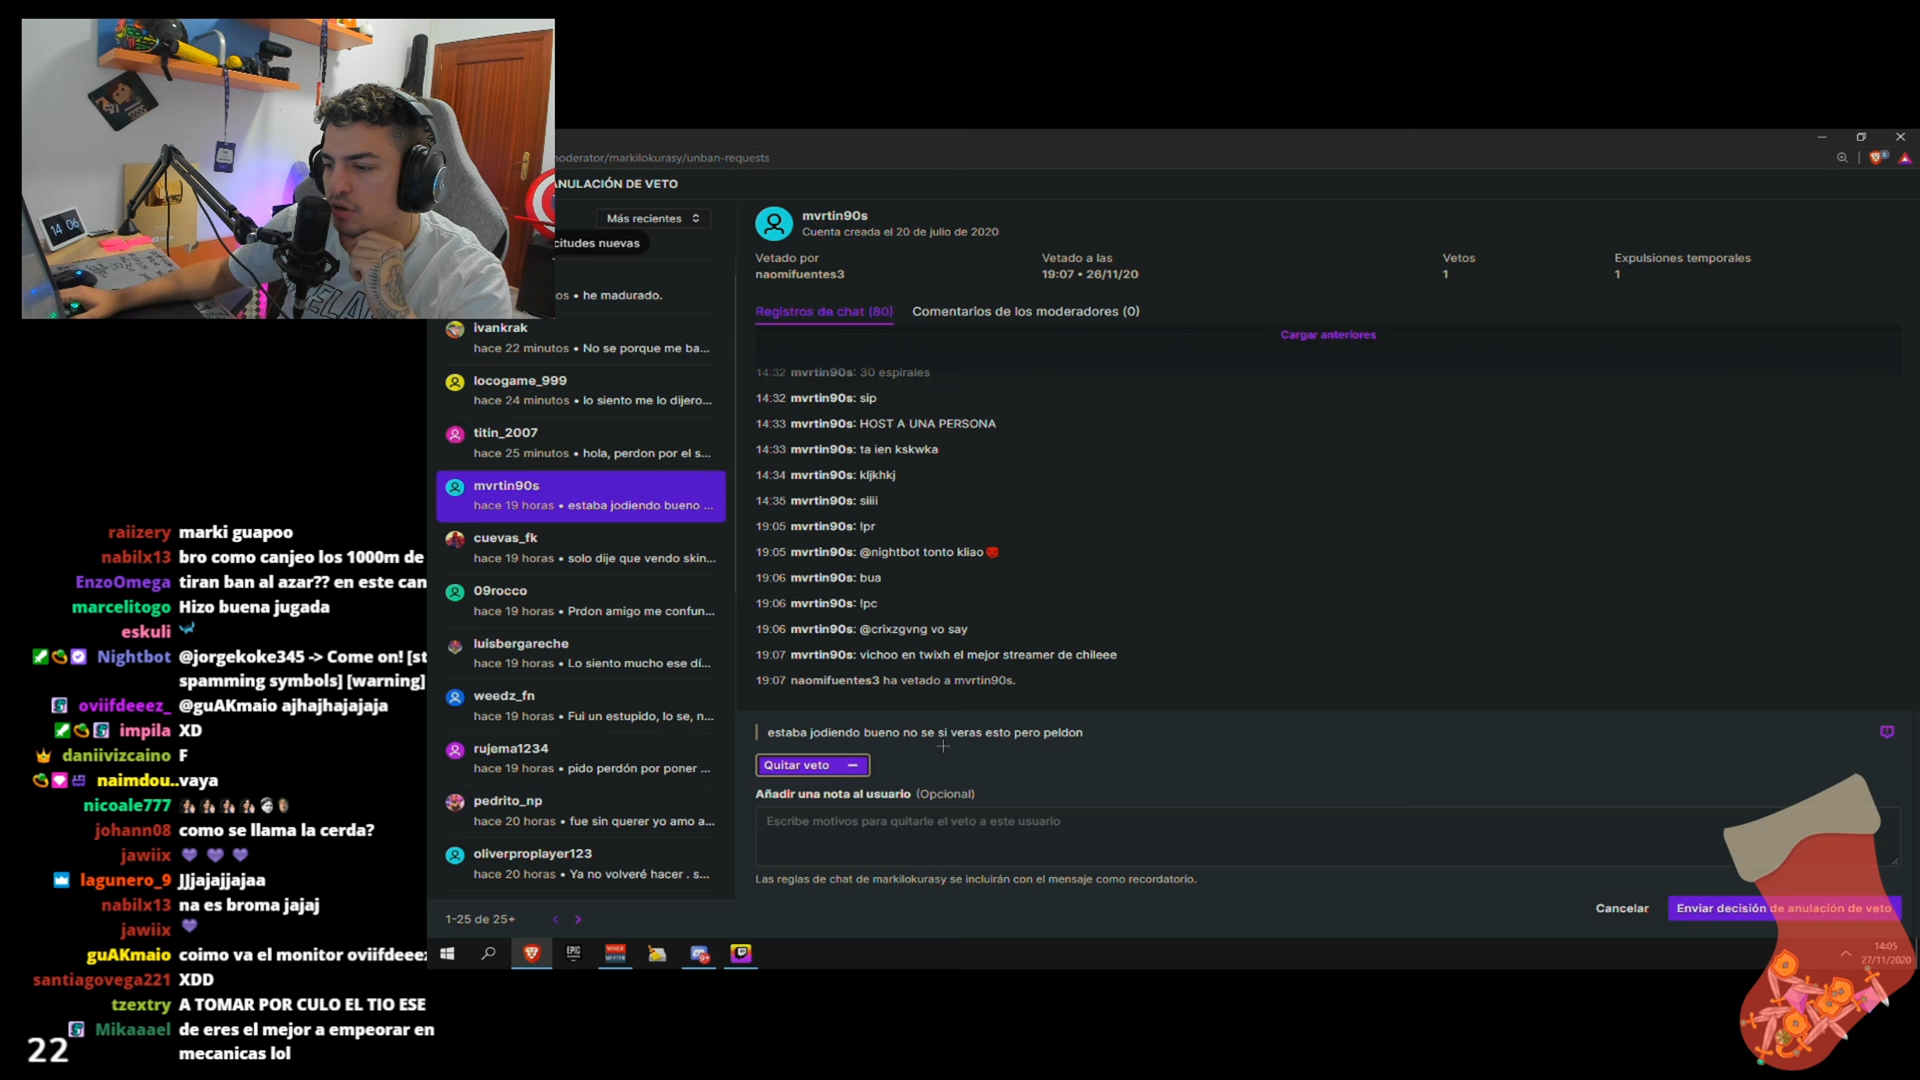 14 06
moderator/markilokurasy/unban-requests
ANULACIÓN DE VETO
Más recientes
citudes nuevas
os • he madurado.
ivankrak
hace 22 minutos • No se porque me ba...
locogame_999
hace 24 minutos • lo siento me lo dijero...
titin_2007
hace 25 minutos • hola, perdon por el s...
mvrtin90s
hace 19 horas • estaba jodiendo bueno ...
cuevas_fk
hace 19 horas • solo dije que vendo skin...
09rocco
hace 19 horas • Prdon amigo me confun...
luisbergareche
hace 19 horas • Lo siento mucho ese dí...
weedz_fn
hace 19 horas • Fui un estupido, lo se, n...
rujema1234
hace 19 horas • pido perdón por poner ...
pedrito_np
hace 20 horas • fue sin querer yo amo a...
oliverproplayer123
hace 20 horas • Ya no volveré hacer . s...
1-25 de 25+
mvrtin90s
Cuenta creada el 20 de julio de 2020
Vetado por
naomifuentes3
Vetado a las
19:07 • 26/11/20
Vetos
1
Expulsiones temporales
1
Registros de chat (80)
Comentarios de los moderadores (0)
Cargar anteriores
14:32 mvrtin90s: 30 espirales
14:32 mvrtin90s: sip
14:33 mvrtin90s: HOST A UNA PERSONA
14:33 mvrtin90s: ta ien kskwka
14:34 mvrtin90s: kljkhkj
14:35 mvrtin90s: siiii
19:05 mvrtin90s: !pr
19:05 mvrtin90s: @nightbot tonto kliao
19:06 mvrtin90s: bua
19:06 mvrtin90s: !pc
19:06 mvrtin90s: @crixzgvng vo say
19:07 mvrtin90s: vichoo en twixh el mejor streamer de chileee
19:07 naomifuentes3 ha vetado a mvrtin90s.
estaba jodiendo bueno no se si veras esto pero peldon
Quitar veto
Añadir una nota al usuario (Opcional)
Escribe motivos para quitarle el veto a este usuario
Las reglas de chat de markilokurasy se incluirán con el mensaje como recordatorio.
Cancelar
Enviar decisión de anulación de veto
14:05
27/11/2020
raiizery marki guapoo
nabilx13 bro como canjeo los 1000m de
EnzoOmega tiran ban al azar?? en este can
marcelitogo Hizo buena jugada
eskuli
Nightbot @jorgekoke345 -> Come on! [st
spamming symbols] [warning]
oviifdeeez_ @guAKmaio ajhajhajajaja
impila XD
daniivizcaino F
naimdou.. vaya
nicoale777
johann08 como se llama la cerda?
jawiix
lagunero_9 JJjajajjajaa
nabilx13 na es broma jajaj
jawiix
guAKmaio coimo va el monitor oviifdeeez
santiagovega221 XDD
tzextry A TOMAR POR CULO EL TIO ESE
Mikaaael de eres el mejor a empeorar en
mecanicas lol
22